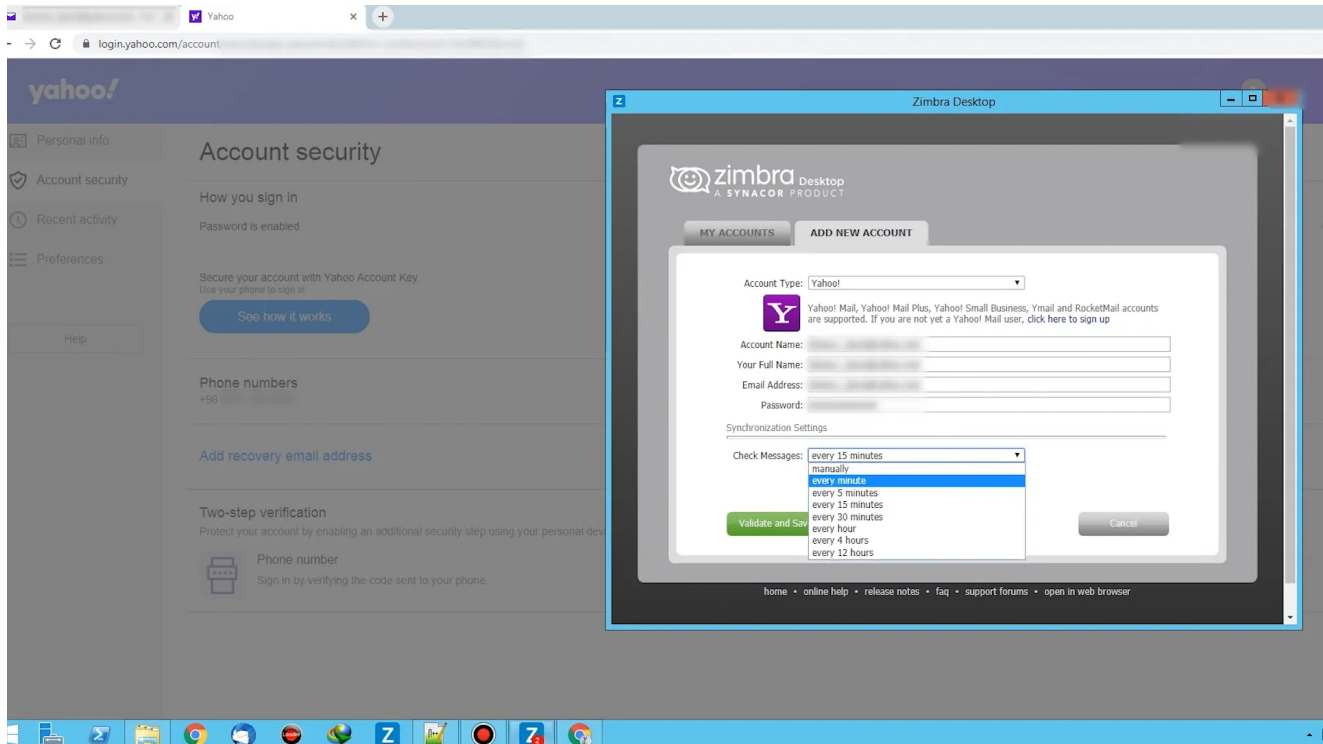 Yahoo
login.yahoo.com/account
yahoo!
Personal info
Account security
Recent activity
Preferences
Help
Account security
How you sign in
Password is enabled.
Secure your account with Yahoo Account Key.
Use your phone to sign in
See how it works
Phone numbers
+98
Add recovery email address
Two-step verification
Protect your account by enabling an additional security step using your personal dev
Phone number
Sign in by verifying the code sent to your phone.
Z
Zimbra Desktop
zimbra Desktop
A SYNACOR PRODUCT
MY ACCOUNTS
ADD NEW ACCOUNT
Account Type: Yahoo!
Y
Yahoo! Mail, Yahoo! Mail Plus, Yahoo! Small Business, Ymail and RocketMail accounts
are supported. If you are not yet a Yahoo! Mail user, click here to sign up
Account Name:
Your Full Name:
Email Address:
Password:
Synchronization Settings
Check Messages: every 15 minutes
manually
every minute
every 5 minutes
every 15 minutes
every 30 minutes
every hour
every 4 hours
every 12 hours
Validate and Sav
Cancel
home • online help • release notes • faq • support forums • open in web browser
Z
Z
2